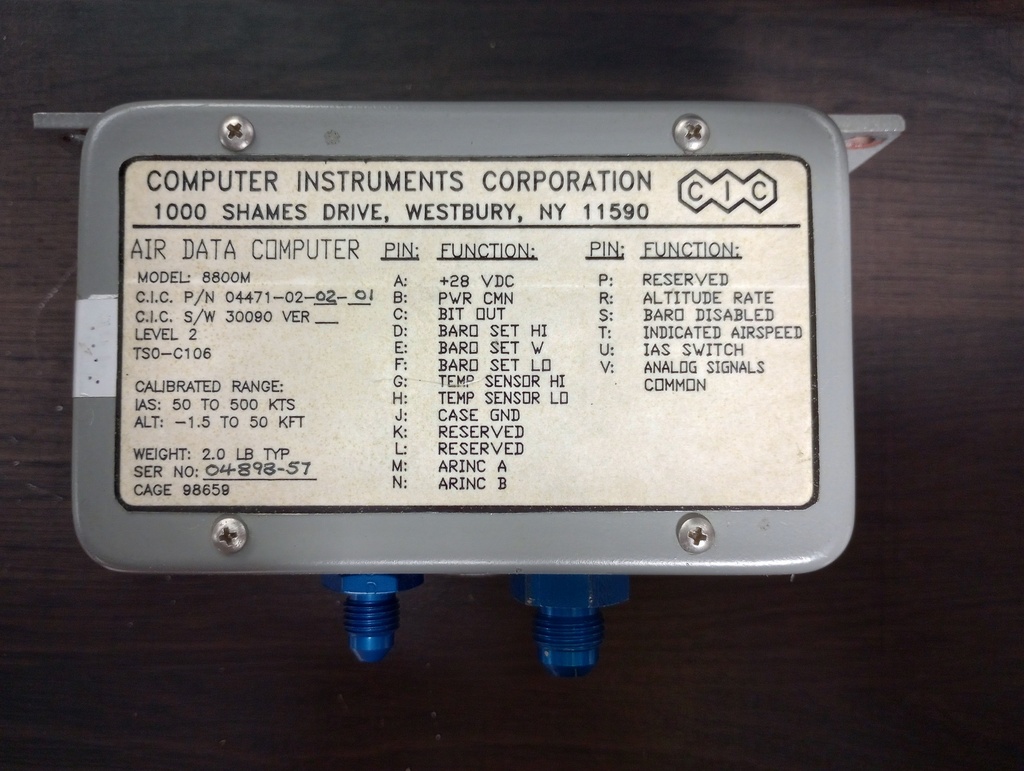 COMPUTER INSTRUMENTS CORPORATION
1000 SHAMES DRIVE, WESTBURY, NY 11590
CIC
AIR DATA COMPUTER
MODEL: 8800M
C.I.C. P/N 04471-02-02-01
C.I.C. S/W 30090 VER __
LEVEL 2
TSO-C106
CALIBRATED RANGE:
IAS: 50 TO 500 KTS
ALT: -1.5 TO 50 KFT
WEIGHT: 2.0 LB TYP
SER NO: 04898-57
CAGE 98659
PIN: FUNCTION:
A: +28 VDC
B: PWR CMN
C: BIT OUT
D: BARO SET HI
E: BARO SET W
F: BARO SET LO
G: TEMP SENSOR HI
H: TEMP SENSOR LO
J: CASE GND
K: RESERVED
L: RESERVED
M: ARINC A
N: ARINC B
PIN: FUNCTION:
P: RESERVED
R: ALTITUDE RATE
S: BARO DISABLED
T: INDICATED AIRSPEED
U: IAS SWITCH
V: ANALOG SIGNALS
COMMON